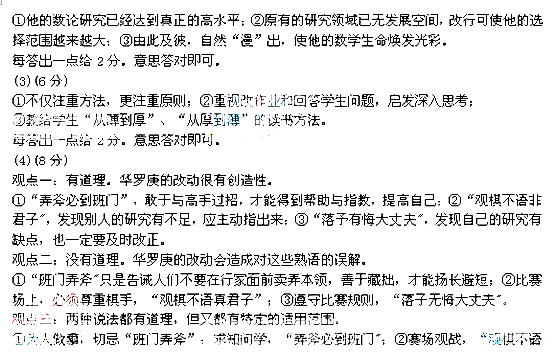 ①他的数论研究已经达到真正的高水平；②原有的研究领域已无发展空间，改行可使他的选
择范围越来越大；③由此及彼，自然“漫”出，使他的数学生命焕发光彩。
每答出一点给 2 分。意思答对即可。
(3)(6分)
①不仅注重方法，更注重原则；②重视改作业和回答学生问题，启发深入思考；
③教给学生“从薄到厚”、“从厚到薄”的读书方法。
每答出一点给 2 分。意思答对即可。
(4)(8分)
观点一：有道理。华罗庚的改动很有创造性。
①“弄斧必到班门”，敢于与高手过招，才能得到帮助与指教，提高自己；②“观棋不语非
君子”，发现别人的研究有不足，应主动指出来；③“落子有悔大丈夫”，发现自己的研究有
缺点，也一定要及时改正。
观点二：没有道理。华罗庚的改动会造成对这些熟语的误解。
①“班门弄斧”只是告诫人们不要在行家面前卖弄本领，善于藏拙，才能扬长避短；②比赛
场上，必须尊重棋手，“观棋不语真君子”；③遵守比赛规则，“落子无悔大丈夫”。
观点三：两种说法都有道理，但又都有特定的适用范围。
①为人做事，切忌“班门弄斧”；求知问学，“弄斧必到班门”；②赛场观战，“观棋不语